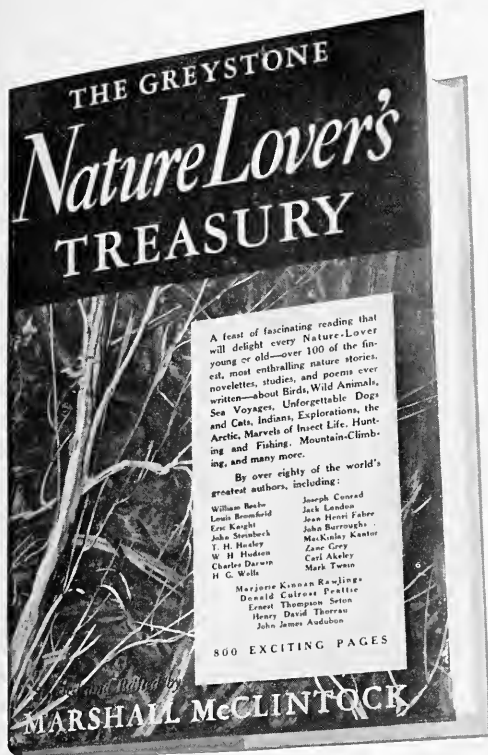 THE GREYSTONE
Nature Lover's
TREASURY
A feast of fascinating reading that
will delight every Nature-Lover
young or old—over 100 of the fin-
est, most enthralling nature stories,
novelettes, studies, and poems ever
written—about Birds, Wild Animals,
Sea Voyages, Unforgettable Dogs
and Cats, Indians, Explorations, the
Arctic, Marvels of Insect Life, Hunt-
ing and Fishing, Mountain-Climb-
ing, and many more.
By over eighty of the world's
greatest authors, including:
William Beebe
Louis Bromfield
Eric Knight
John Steinbeck
T. H. Huxley
W H Hudson
Charles Darwin
H G. Wells
Joseph Conrad
Jack London
Jean Henri Fabre
John Burroughs
MacKinlay Kantor
Zane Grey
Carl Akeley
Mark Twain
Marjorie Kinnan Rawlings
Donald Culross Peattie
Ernest Thompson Seton
Henry David Thoreau
John James Audubon
800 EXCITING PAGES
and Edited by
MARSHALL McCLINTOCK